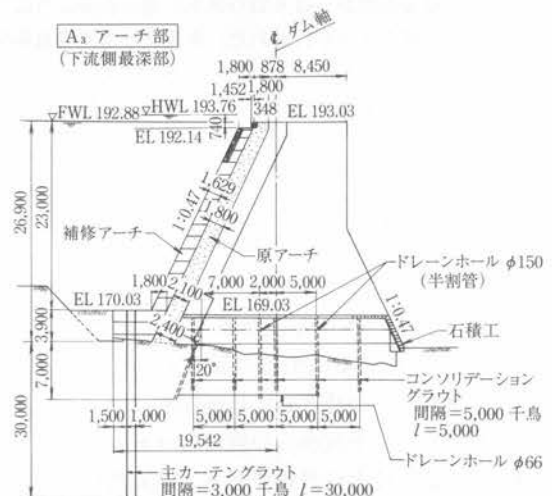 A₃ アーチ部
(下流側最深部)
℄ ダム軸
1,800 878 8,450
1,452 1,800
348
FWL 192.88
HWL 193.76
EL 193.03
740
EL 192.14
26,900
23,000
1,629
1:0.47
1,800
補修アーチ
原アーチ
ドレーンホール φ150
(半割管)
7,000 2,000 5,000
1,800
2,100
EL 170.03
EL 169.03
1:0.47
石積工
3,900
2,400
7,000
20°
コンソリデーション
グラウト
間隔=5,000 千鳥
l=5,000
30,000
1,500 1,000
5,000 5,000 5,000 5,000
19,542
ドレーンホール φ66
主カーテングラウト
間隔=3,000 千鳥 l=30,000